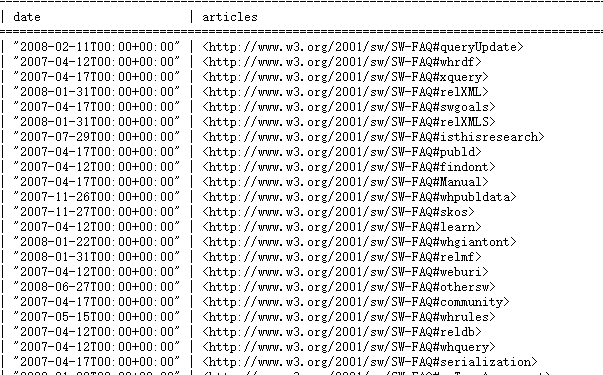 | date | articles
| "2008-02-11T00:00+00:00" | <http://www.w3.org/2001/sw/SW-FAQ#queryUpdate>
| "2007-04-12T00:00+00:00" | <http://www.w3.org/2001/sw/SW-FAQ#whrdf>
| "2007-04-17T00:00+00:00" | <http://www.w3.org/2001/sw/SW-FAQ#xquery>
| "2008-01-31T00:00+00:00" | <http://www.w3.org/2001/sw/SW-FAQ#relXML>
| "2007-04-17T00:00+00:00" | <http://www.w3.org/2001/sw/SW-FAQ#swgoals>
| "2008-01-31T00:00+00:00" | <http://www.w3.org/2001/sw/SW-FAQ#relXMLS>
| "2007-07-29T00:00+00:00" | <http://www.w3.org/2001/sw/SW-FAQ#isthisresearch>
| "2007-04-17T00:00+00:00" | <http://www.w3.org/2001/sw/SW-FAQ#publd>
| "2007-04-12T00:00+00:00" | <http://www.w3.org/2001/sw/SW-FAQ#findont>
| "2007-04-17T00:00+00:00" | <http://www.w3.org/2001/sw/SW-FAQ#Manual>
| "2007-11-26T00:00+00:00" | <http://www.w3.org/2001/sw/SW-FAQ#whpubldata>
| "2007-11-27T00:00+00:00" | <http://www.w3.org/2001/sw/SW-FAQ#skos>
| "2007-04-12T00:00+00:00" | <http://www.w3.org/2001/sw/SW-FAQ#learn>
| "2008-01-22T00:00+00:00" | <http://www.w3.org/2001/sw/SW-FAQ#whgiantont>
| "2008-01-31T00:00+00:00" | <http://www.w3.org/2001/sw/SW-FAQ#relmf>
| "2007-04-12T00:00+00:00" | <http://www.w3.org/2001/sw/SW-FAQ#weburi>
| "2008-06-27T00:00+00:00" | <http://www.w3.org/2001/sw/SW-FAQ#othersw>
| "2007-04-17T00:00+00:00" | <http://www.w3.org/2001/sw/SW-FAQ#community>
| "2007-05-15T00:00+00:00" | <http://www.w3.org/2001/sw/SW-FAQ#whrules>
| "2007-04-12T00:00+00:00" | <http://www.w3.org/2001/sw/SW-FAQ#reldb>
| "2007-04-12T00:00+00:00" | <http://www.w3.org/2001/sw/SW-FAQ#whquery>
| "2007-04-17T00:00+00:00" | <http://www.w3.org/2001/sw/SW-FAQ#serialization>